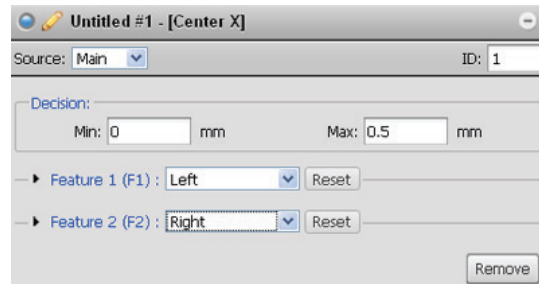 Untitled #1 - [Center X]
Source: Main ID: 1
Decision:
Min: 0 mm Max: 0.5 mm
Feature 1 (F1) : Left Reset
Feature 2 (F2) : Right Reset
Remove